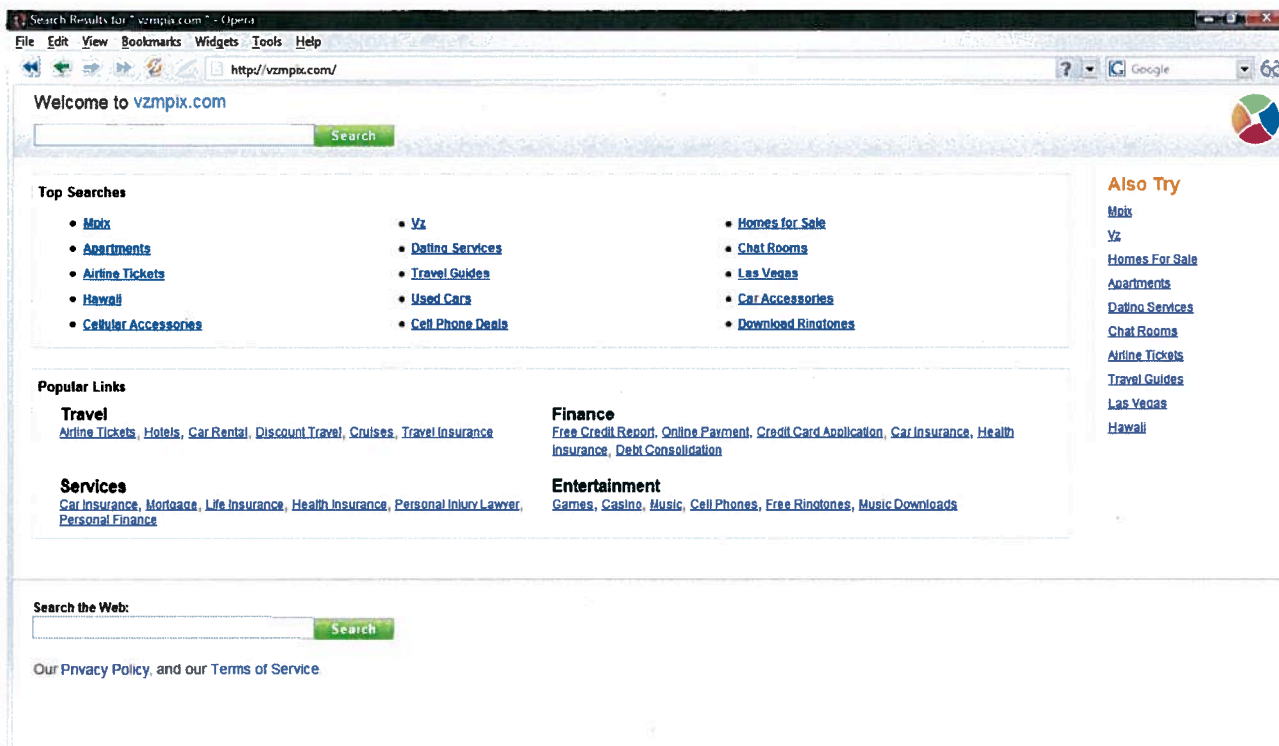 Search Results for " vzmpix.com " - Opera
File Edit View Bookmarks Widgets Tools Help
http://vzmpix.com/ ? Google
Welcome to vzmpix.com
Search
Top Searches
Mpix Vz Homes for Sale
Apartments Dating Services Chat Rooms
Airline Tickets Travel Guides Las Vegas
Hawaii Used Cars Car Accessories
Cellular Accessories Cell Phone Deals Download Ringtones
Also Try
Mpix
Vz
Homes For Sale
Apartments
Dating Services
Chat Rooms
Airline Tickets
Travel Guides
Las Vegas
Hawaii
Popular Links
Travel
Airline Tickets, Hotels, Car Rental, Discount Travel, Cruises, Travel Insurance
Finance
Free Credit Report, Online Payment, Credit Card Application, Car Insurance, Health
Insurance, Debt Consolidation
Services
Car Insurance, Mortgage, Life Insurance, Health Insurance, Personal Injury Lawyer,
Personal Finance
Entertainment
Games, Casino, Music, Cell Phones, Free Ringtones, Music Downloads
Search the Web:
Search
Our Privacy Policy, and our Terms of Service